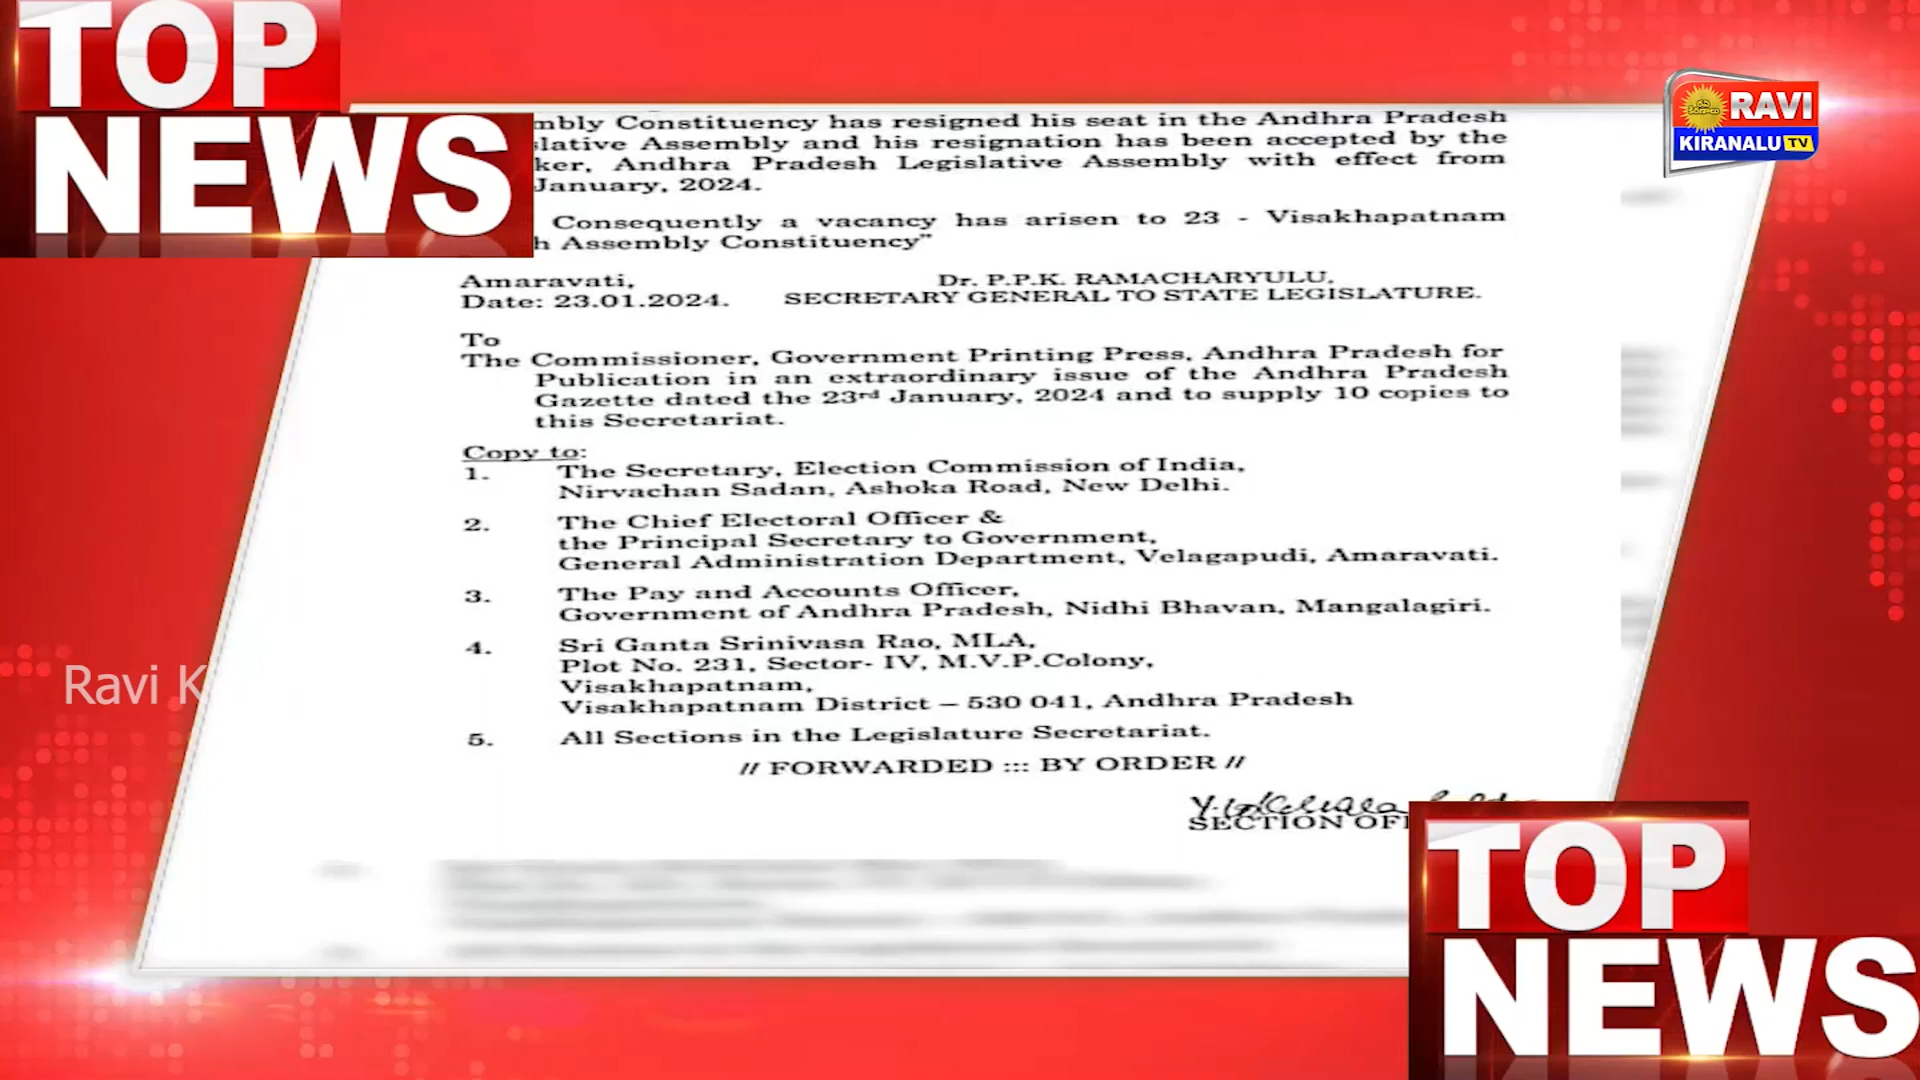 TOP
NEWS
RAVI
KIRANALU TV
mbly Constituency has resigned his seat in the Andhra Pradesh
slative Assembly and his resignation has been accepted by the
ker, Andhra Pradesh Legislative Assembly with effect from
January, 2024.
Consequently a vacancy has arisen to 23 - Visakhapatnam
h Assembly Constituency"
Amaravati,
Date: 23.01.2024.
Dr. P.P.K. RAMACHARYULU,
SECRETARY GENERAL TO STATE LEGISLATURE.
To
The Commissioner, Government Printing Press, Andhra Pradesh for
Publication in an extraordinary issue of the Andhra Pradesh
Gazette dated the 23rd January, 2024 and to supply 10 copies to
this Secretariat.
Copy to:
1. The Secretary, Election Commission of India,
Nirvachan Sadan, Ashoka Road, New Delhi.
2. The Chief Electoral Officer &
the Principal Secretary to Government,
General Administration Department, Velagapudi, Amaravati.
3. The Pay and Accounts Officer,
Government of Andhra Pradesh, Nidhi Bhavan, Mangalagiri.
4. Sri Ganta Srinivasa Rao, MLA,
Plot No. 231, Sector- IV, M.V.P.Colony,
Visakhapatnam,
Visakhapatnam District – 530 041, Andhra Pradesh
5. All Sections in the Legislature Secretariat.
// FORWARDED ::: BY ORDER //
SECTION OF
Ravi K
TOP
NEWS